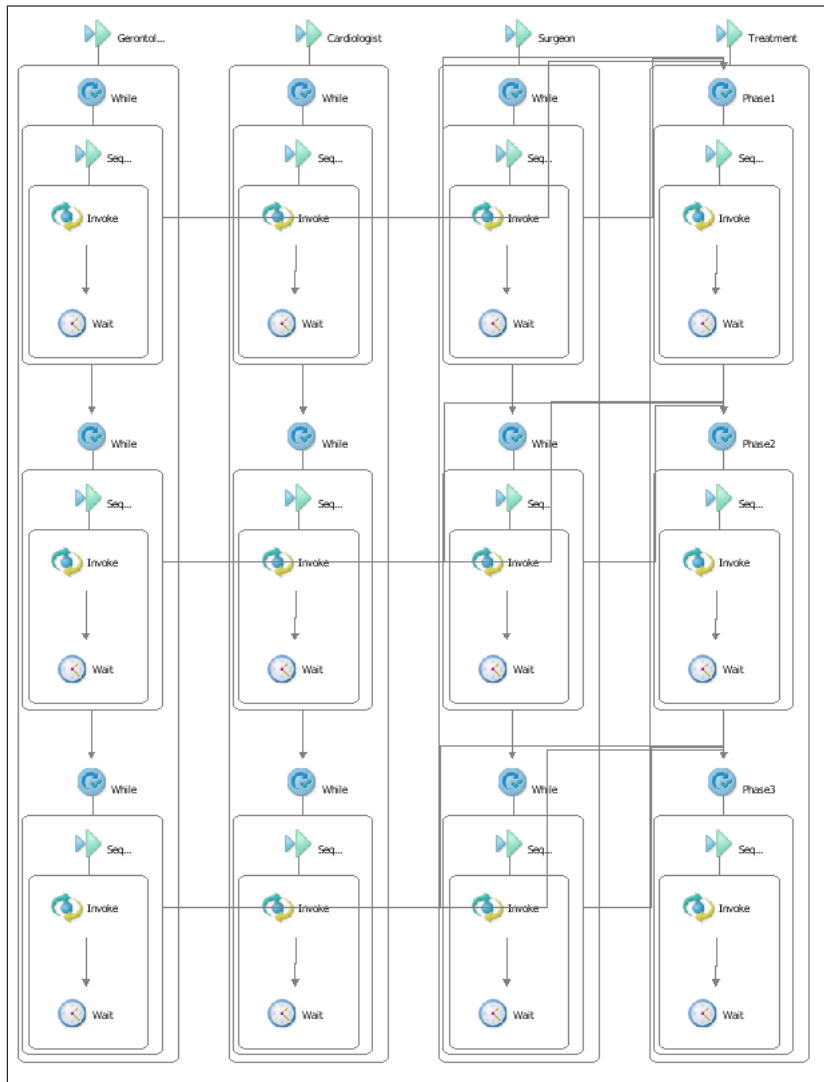 Gerontol... Cardiologist Surgeon Treatment
While While While Phase1
Seq... Seq... Seq... Seq...
Invoke Invoke Invoke Invoke
Wait Wait Wait Wait
While While While Phase2
Seq... Seq... Seq... Seq...
Invoke Invoke Invoke Invoke
Wait Wait Wait Wait
While While While Phase3
Seq... Seq... Seq... Seq...
Invoke Invoke Invoke Invoke
Wait Wait Wait Wait